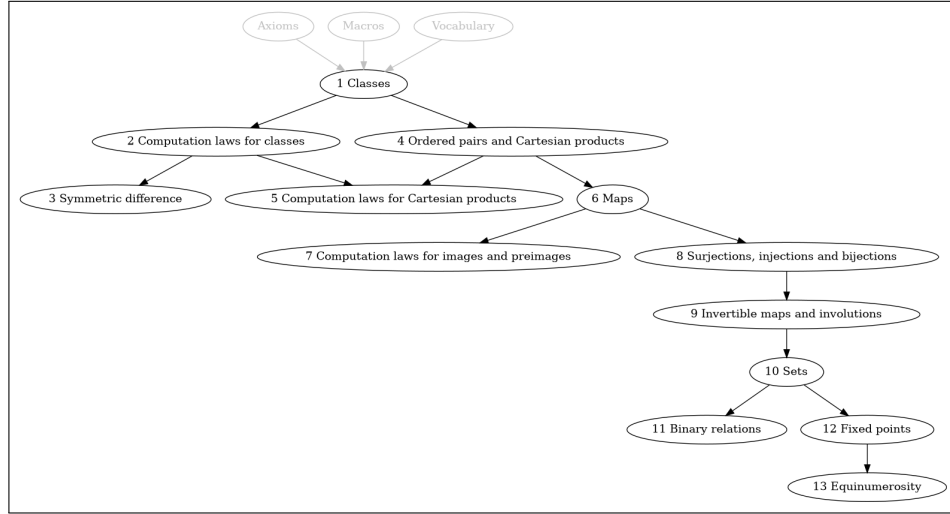 Axioms
Macros
Vocabulary
1 Classes
2 Computation laws for classes
4 Ordered pairs and Cartesian products
3 Symmetric difference
5 Computation laws for Cartesian products
6 Maps
7 Computation laws for images and preimages
8 Surjections, injections and bijections
9 Invertible maps and involutions
10 Sets
11 Binary relations
12 Fixed points
13 Equinumerosity